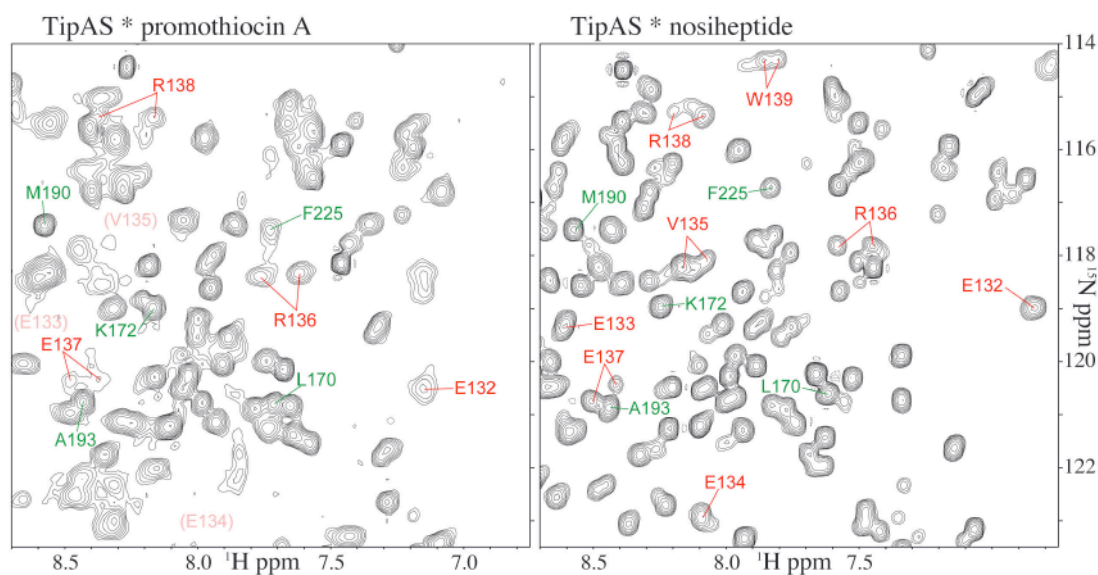 TipAS * promothiocin A
TipAS * nosiheptide
R138
M190
(V135)
F225
(E133)
K172
R136
E137
L170
E132
A193
(E134)
8.5
8.0
¹H ppm
7.5
7.0
W139
R138
M190
F225
V135
R136
K172
E133
E132
E137
L170
A193
E134
114
116
118
¹⁵N ppm
120
122
8.5
8.0
¹H ppm
7.5